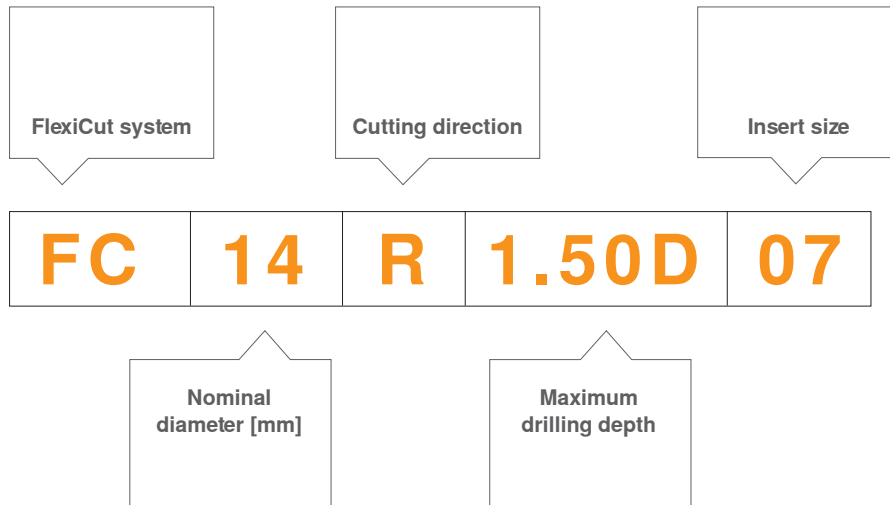 FlexiCut system
Cutting direction
Insert size
FC 14 R 1.50D 07
Nominal
diameter [mm]
Maximum
drilling depth